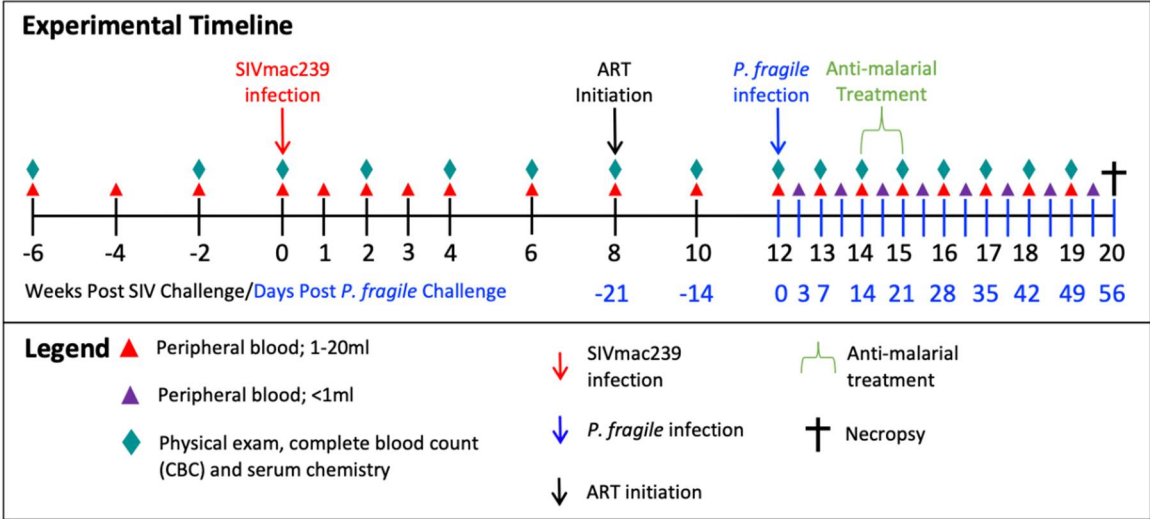 Experimental Timeline
SIVmac239
infection
ART
Initiation
P. fragile
infection
Anti-malarial
Treatment
-6 -4 -2 0 1 2 3 4 6 8 10 12 13 14 15 16 17 18 19 20
Weeks Post SIV Challenge/Days Post P. fragile Challenge -21 -14 0 3 7 14 21 28 35 42 49 56
Legend
Peripheral blood; 1-20ml
Peripheral blood; <1ml
Physical exam, complete blood count
(CBC) and serum chemistry
SIVmac239
infection
P. fragile infection
ART initiation
Anti-malarial
treatment
Necropsy